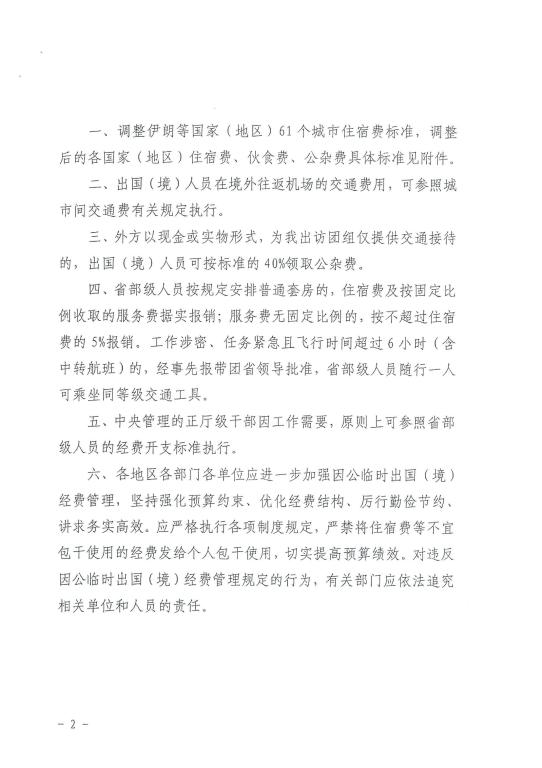 一、调整伊朗等国家（地区）61 个城市住宿费标准，调整
后的各国家（地区）住宿费、伙食费、公杂费具体标准见附件。
二、出国（境）人员在境外往返机场的交通费用，可参照城
市间交通费有关规定执行。
三、外方以现金或实物形式，为我出访团组仅提供交通接待
的，出国（境）人员可按标准的 40%领取公杂费。
四、省部级人员按规定安排普通套房的，住宿费及按固定比
例收取的服务费据实报销；服务费无固定比例的，按不超过住宿
费的 5%报销。工作涉密、任务紧急且飞行时间超过 6 小时（含
中转航班）的，经事先报带团省领导批准，省部级人员随行一人
可乘坐同等级交通工具。
五、中央管理的正厅级干部因工作需要，原则上可参照省部
级人员的经费开支标准执行。
六、各地区各部门各单位应进一步加强因公临时出国（境）
经费管理，坚持强化预算约束、优化经费结构、厉行勤俭节约、
讲求务实高效。应严格执行各项制度规定，严禁将住宿费等不宜
包干使用的经费发给个人包干使用，切实提高预算绩效。对违反
因公临时出国（境）经费管理规定的行为，有关部门应依法追究
相关单位和人员的责任。
- 2 -